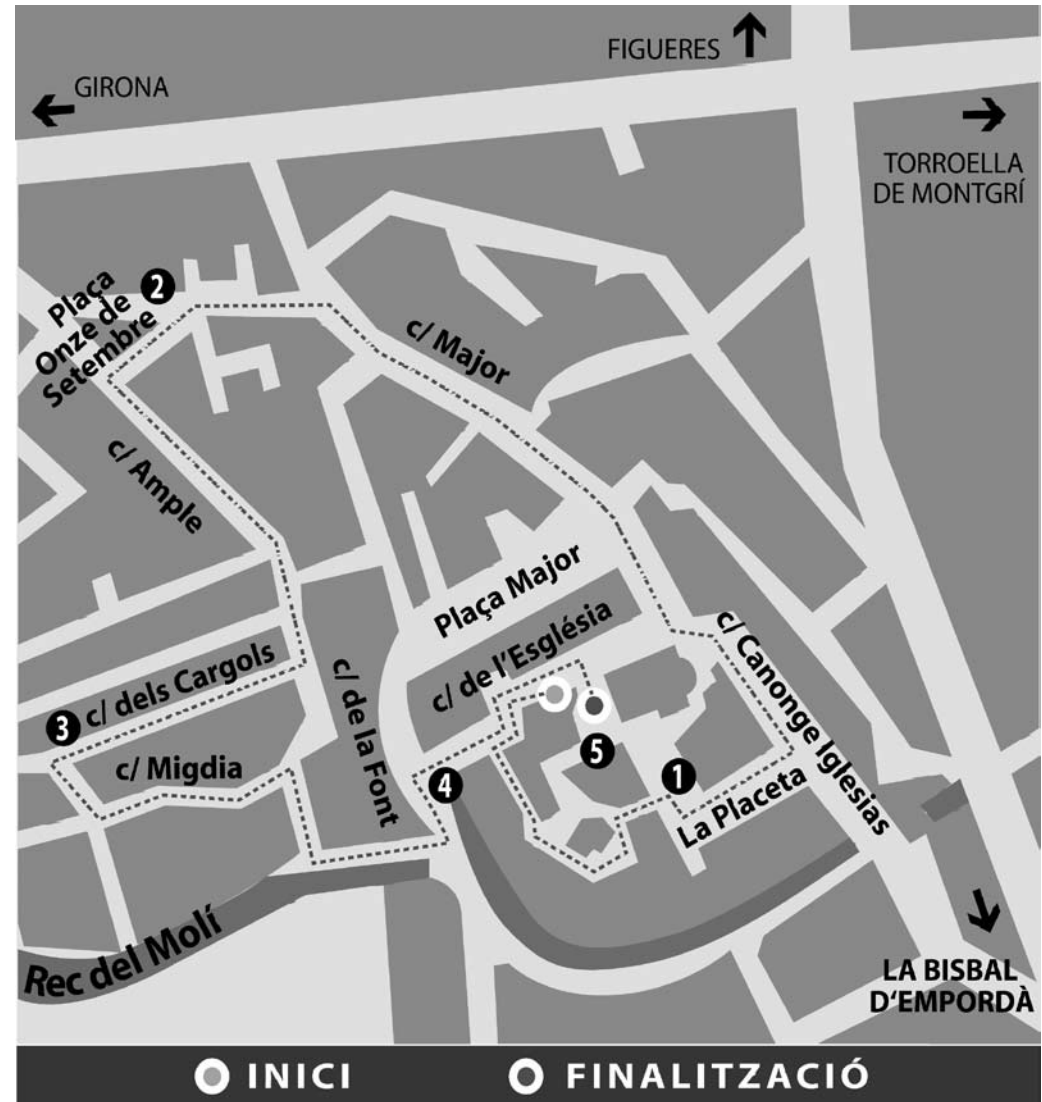 FIGUERES
GIRONA
TORROELLA
DE MONTGRÍ
2
Plaça
Onze de
Setembre
c/ Major
c/ Ample
Plaça Major
c/ de l'Església
c/ Canonge Iglesias
c/ dels Cargols
3
c/ Migdia
c/ de la Font
4
5
1
La Placeta
Rec del Molí
LA BISBAL
D'EMPORDÀ
INICI
FINALITZACIÓ